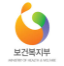 보건복지부
MINISTRY OF HEALTH & WELFARE